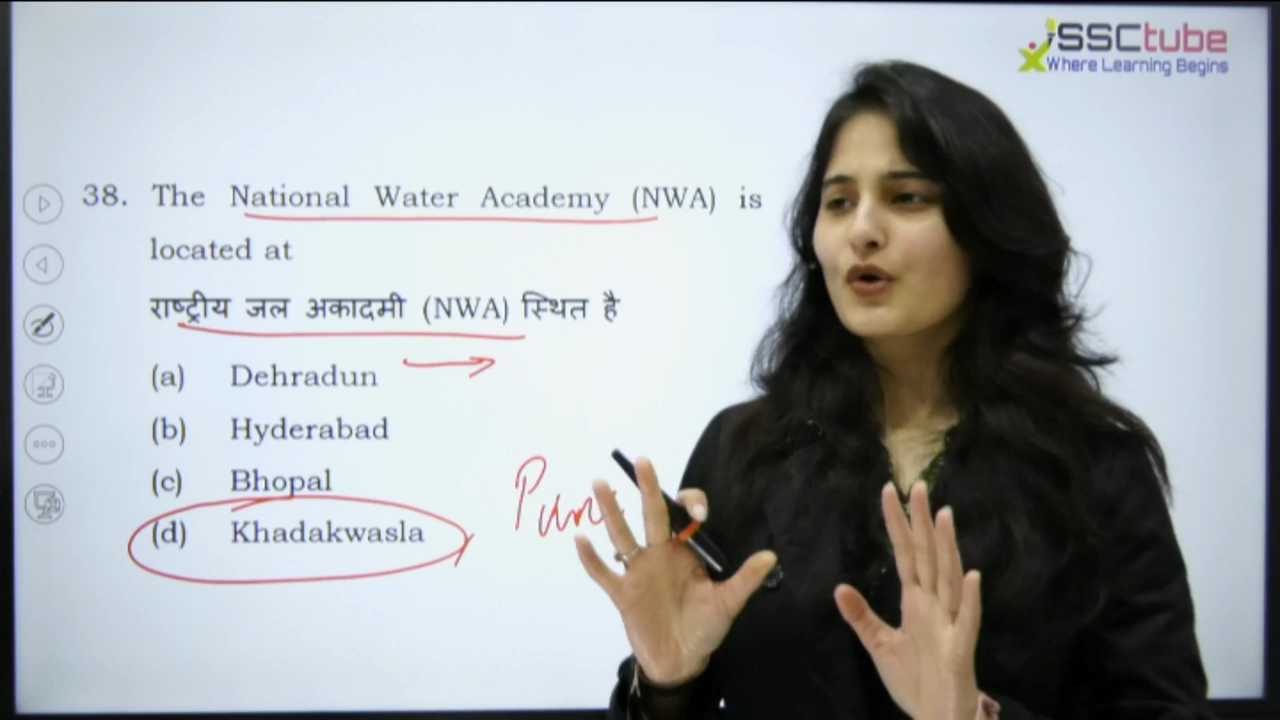 SSCtube
Where Learning Begins
38. The National Water Academy (NWA) is
located at
राष्ट्रीय जल अकादमी (NWA) स्थित है
(a) Dehradun
(b) Hyderabad
(c) Bhopal
(d) Khadakwasla